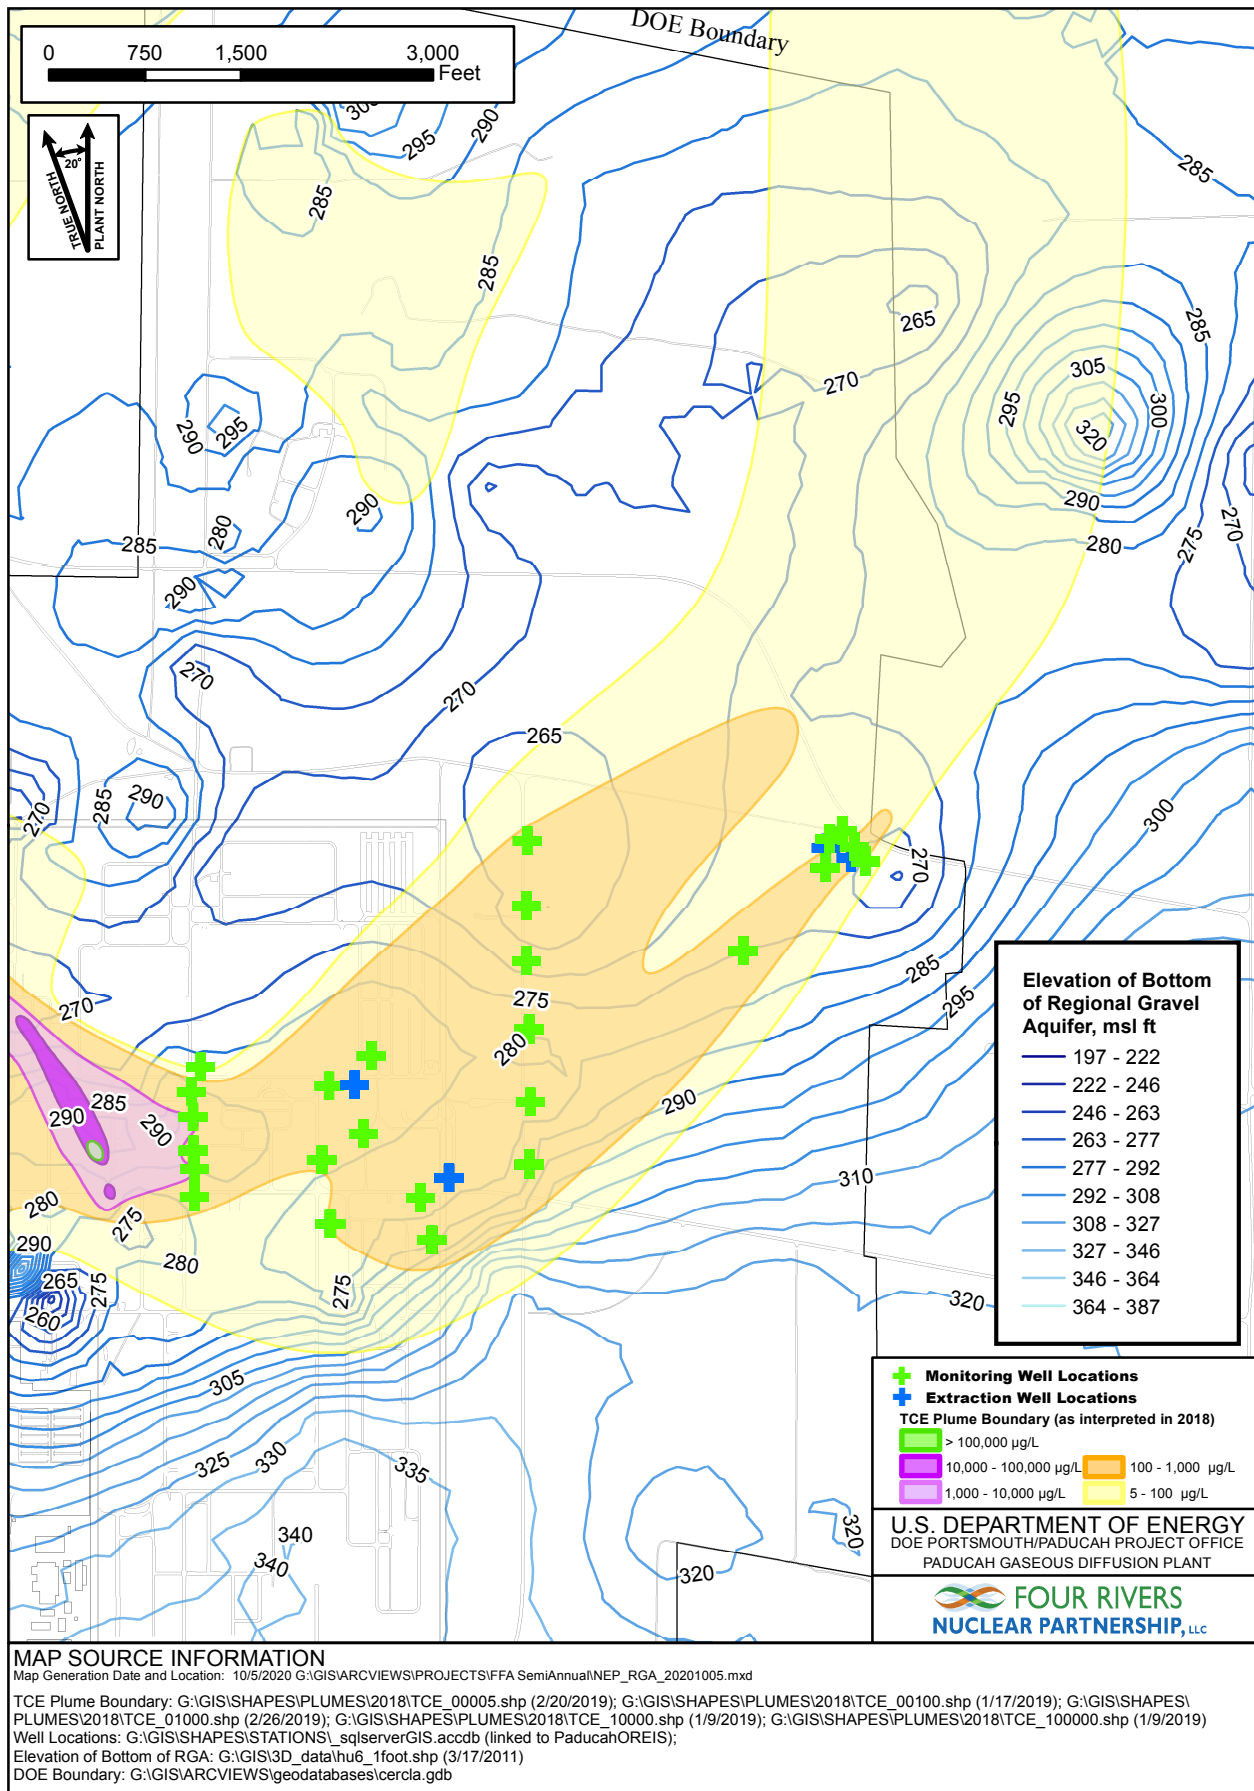 DOE Boundary
0 750 1,500 3,000
Feet
20°
TRUE NORTH
PLANT NORTH
300
295
290
285
285
285
265
270
285
305
295
300
320
290
280
275
270
290
295
290
280
285
290
270
270
265
270
285
290
300
270
285
295
275
280
290
270
285
290
290
280
275
280
290
265
275
260
275
310
320
305
325
330
335
340
340
320
320
Elevation of Bottom
of Regional Gravel
Aquifer, msl ft
197 - 222
222 - 246
246 - 263
263 - 277
277 - 292
292 - 308
308 - 327
327 - 346
346 - 364
364 - 387
Monitoring Well Locations
Extraction Well Locations
TCE Plume Boundary (as interpreted in 2018)
> 100,000 µg/L
10,000 - 100,000 µg/L 100 - 1,000 µg/L
1,000 - 10,000 µg/L 5 - 100 µg/L
U.S. DEPARTMENT OF ENERGY
DOE PORTSMOUTH/PADUCAH PROJECT OFFICE
PADUCAH GASEOUS DIFFUSION PLANT
FOUR RIVERS
NUCLEAR PARTNERSHIP, LLC
MAP SOURCE INFORMATION
Map Generation Date and Location: 10/5/2020 G:\GIS\ARCVIEWS\PROJECTS\FFA SemiAnnual\NEP_RGA_20201005.mxd
TCE Plume Boundary: G:\GIS\SHAPES\PLUMES\2018\TCE_00005.shp (2/20/2019); G:\GIS\SHAPES\PLUMES\2018\TCE_00100.shp (1/17/2019); G:\GIS\SHAPES\
PLUMES\2018\TCE_01000.shp (2/26/2019); G:\GIS\SHAPES\PLUMES\2018\TCE_10000.shp (1/9/2019); G:\GIS\SHAPES\PLUMES\2018\TCE_100000.shp (1/9/2019)
Well Locations: G:\GIS\SHAPES\STATIONS\_sqlserverGIS.accdb (linked to PaducahOREIS);
Elevation of Bottom of RGA: G:\GIS\3D_data\hu6_1foot.shp (3/17/2011)
DOE Boundary: G:\GIS\ARCVIEWS\geodatabases\cercla.gdb